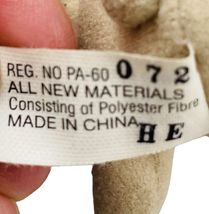 REG. NO PA-60 072
ALL NEW MATERIALS
Consisting of Polyester Fibre
MADE IN CHINA HE